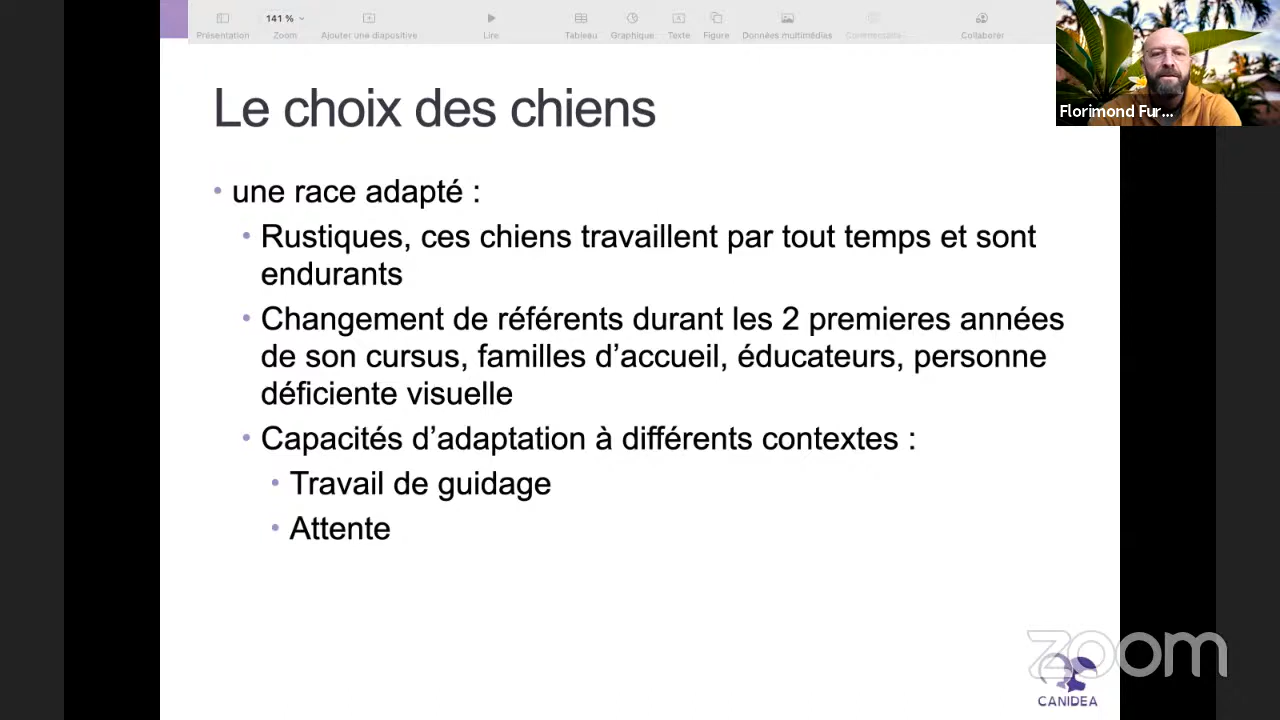 141 %
Présentation
Zoom
Ajouter une diapositive
Lire
Tableau
Graphique
Texte
Figure
Données multimédias
Collaborer
Florimond Fur...
Le choix des chiens
• une race adapté :
• Rustiques, ces chiens travaillent par tout temps et sont
endurants
• Changement de référents durant les 2 premieres années
de son cursus, familles d’accueil, éducateurs, personne
déficiente visuelle
• Capacités d’adaptation à différents contextes :
• Travail de guidage
• Attente
zoom
CANIDEA